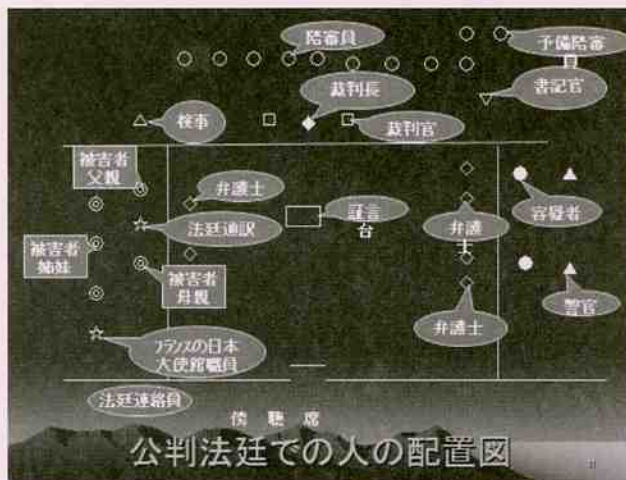 陪審員
予備陪審
員
裁判長
書記官
検事
裁判官
被害者
父親
弁護士
証言
台
弁護
士
容疑者
法廷通訳
被害者
姉妹
被害者
母親
弁護士
警官
フランスの日本
大使館職員
法廷連絡員
傍 聴 席
公判法廷での人の配置図